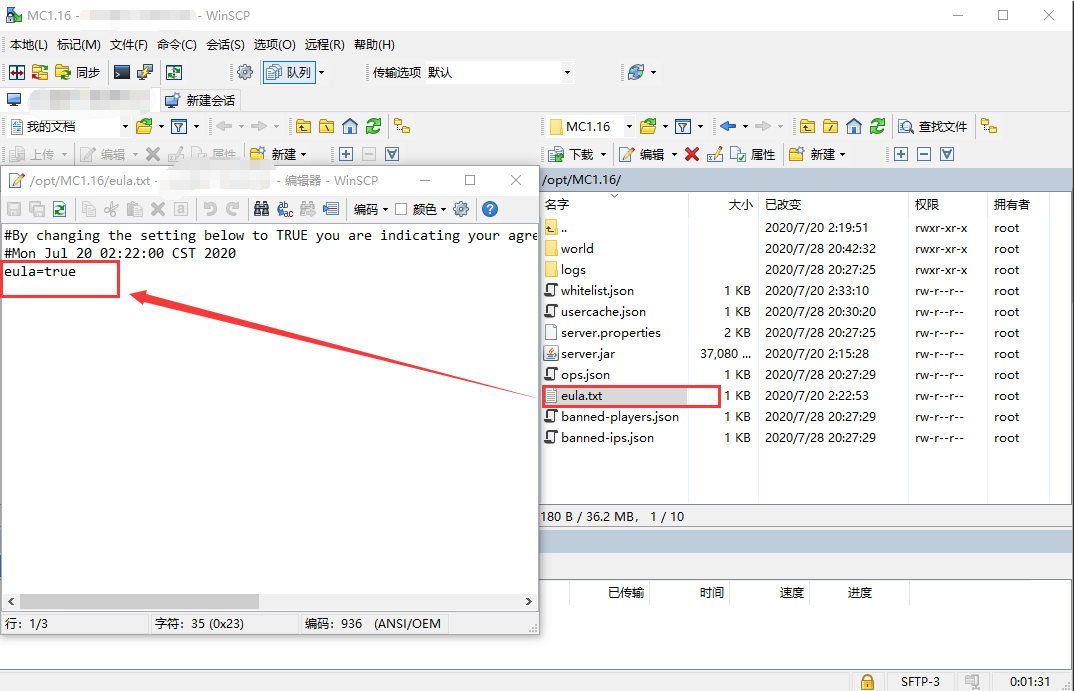 MC1.16 - - WinSCP
本地(L) 标记(M) 文件(F) 命令(C) 会话(S) 选项(O) 远程(R) 帮助(H)
同步 队列 传输选项 默认
新建会话
我的文档 MC1.16 查找文件
上传 编辑 属性 新建 下载 编辑 属性 新建
/opt/MC1.16/eula.txt - - 编辑器 - WinSCP
编码 颜色
#By changing the setting below to TRUE you are indicating your agre
#Mon Jul 20 02:22:00 CST 2020
eula=true
行: 1/3 字符: 35 (0x23) 编码: 936 (ANSI/OEM
/opt/MC1.16/
名字 大小 已改变 权限 拥有者
.. 2020/7/20 2:19:51 rwxr-xr-x root
world 2020/7/28 20:42:32 rwxr-xr-x root
logs 2020/7/28 20:27:25 rwxr-xr-x root
whitelist.json 1 KB 2020/7/20 2:33:10 rw-r--r-- root
usercache.json 1 KB 2020/7/28 20:30:20 rw-r--r-- root
server.properties 2 KB 2020/7/28 20:27:25 rw-r--r-- root
server.jar 37,080 ... 2020/7/20 2:15:28 rw-r--r-- root
ops.json 1 KB 2020/7/28 20:27:29 rw-r--r-- root
eula.txt 1 KB 2020/7/20 2:22:53 rw-r--r-- root
banned-players.json 1 KB 2020/7/28 20:27:29 rw-r--r-- root
banned-ips.json 1 KB 2020/7/28 20:27:29 rw-r--r-- root
180 B / 36.2 MB, 1 / 10
已传输 时间 速度 进度
SFTP-3 0:01:31